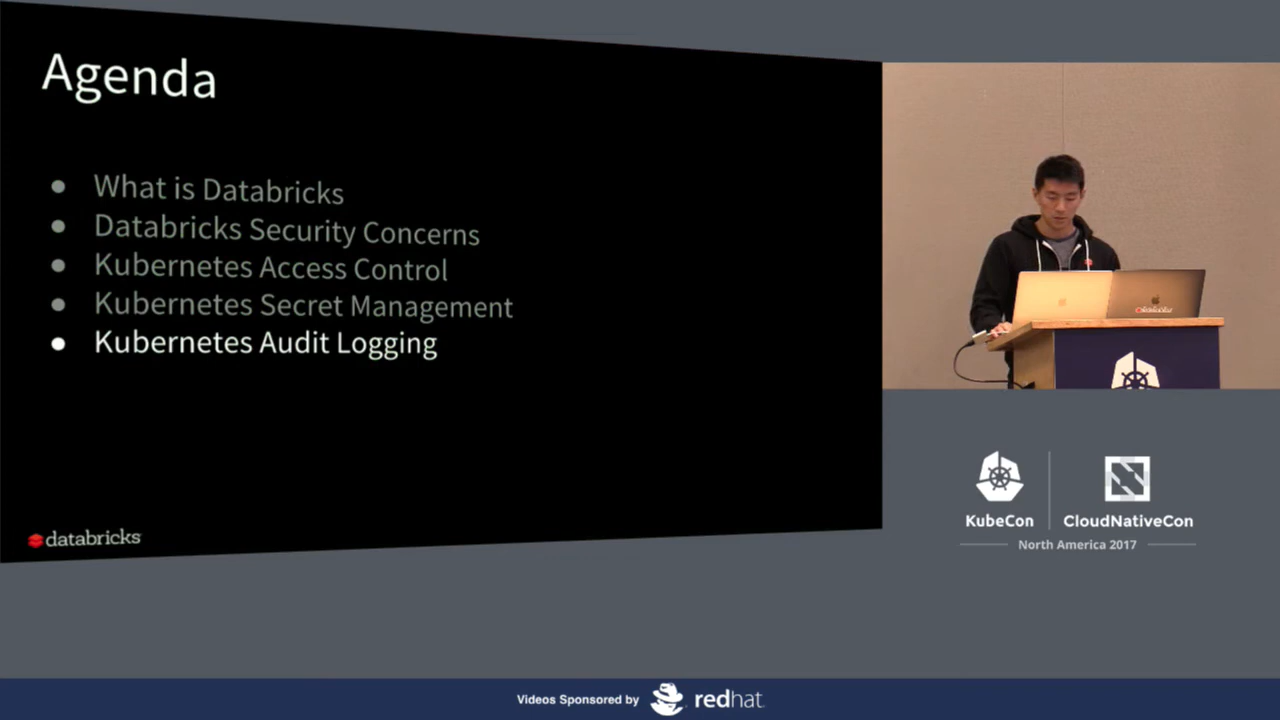 Agenda
What is Databricks
Databricks Security Concerns
Kubernetes Access Control
Kubernetes Secret Management
Kubernetes Audit Logging
databricks
KubeCon
CloudNativeCon
North America 2017
Videos Sponsored by
redhat